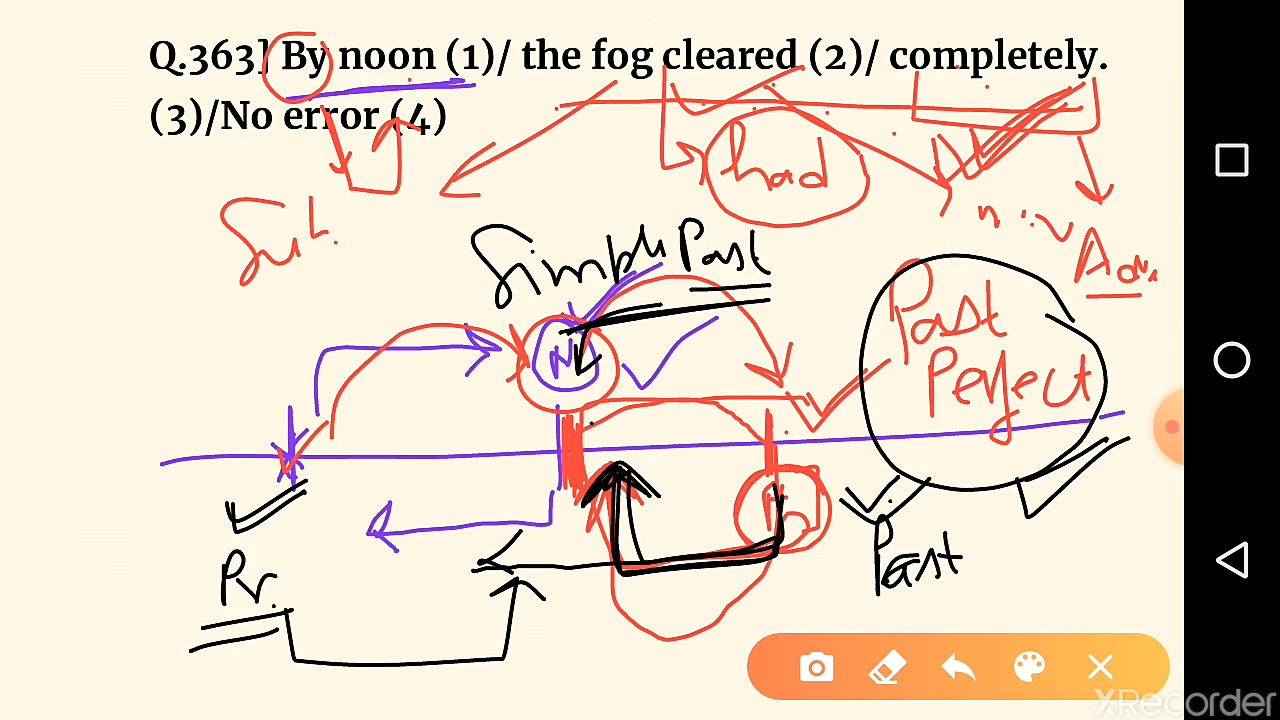 Q.363] By noon (1)/ the fog cleared (2)/ completely.
(3)/No error (4)
had
Simple Past
Past
Perfect
N
Past
Pr.
XRecorder